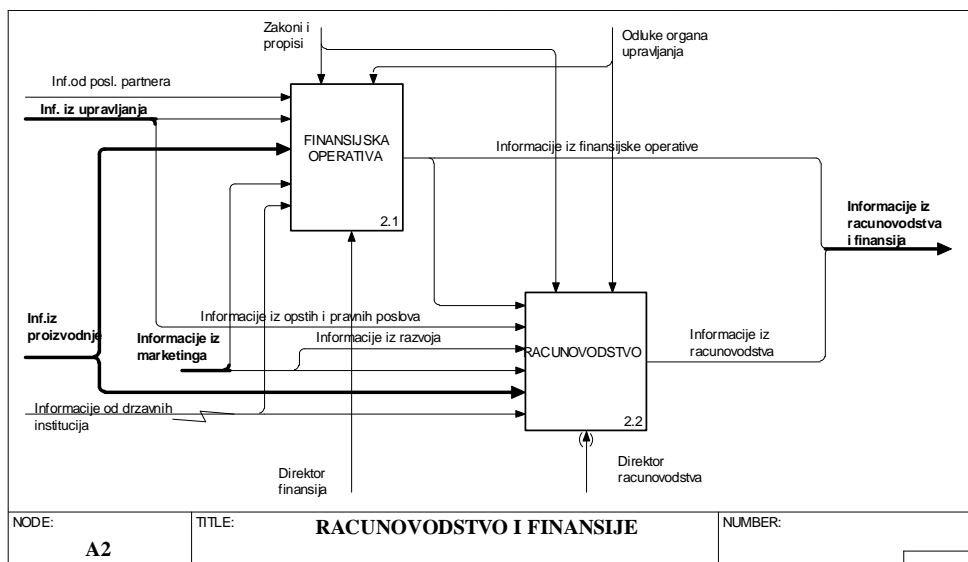 Zakoni i
propisi
Odluke organa
upravljanja
Inf.od posl. partnera
Inf. iz upravljanja
FINANSIJSKA
OPERATIVA
2.1
Informacije iz finansijske operative
Informacije iz
racunovodstva
i finansija
Inf.iz
proizvodnje
Informacije iz opstih i pravnih poslova
Informacije iz
marketinga
Informacije iz razvoja
RACUNOVODSTVO
2.2
Informacije iz
racunovodstva
Informacije od drzavnih
institucija
Direktor
finansija
Direktor
racunovodstva
NODE:
A2
TITLE:
RACUNOVODSTVO I FINANSIJE
NUMBER: